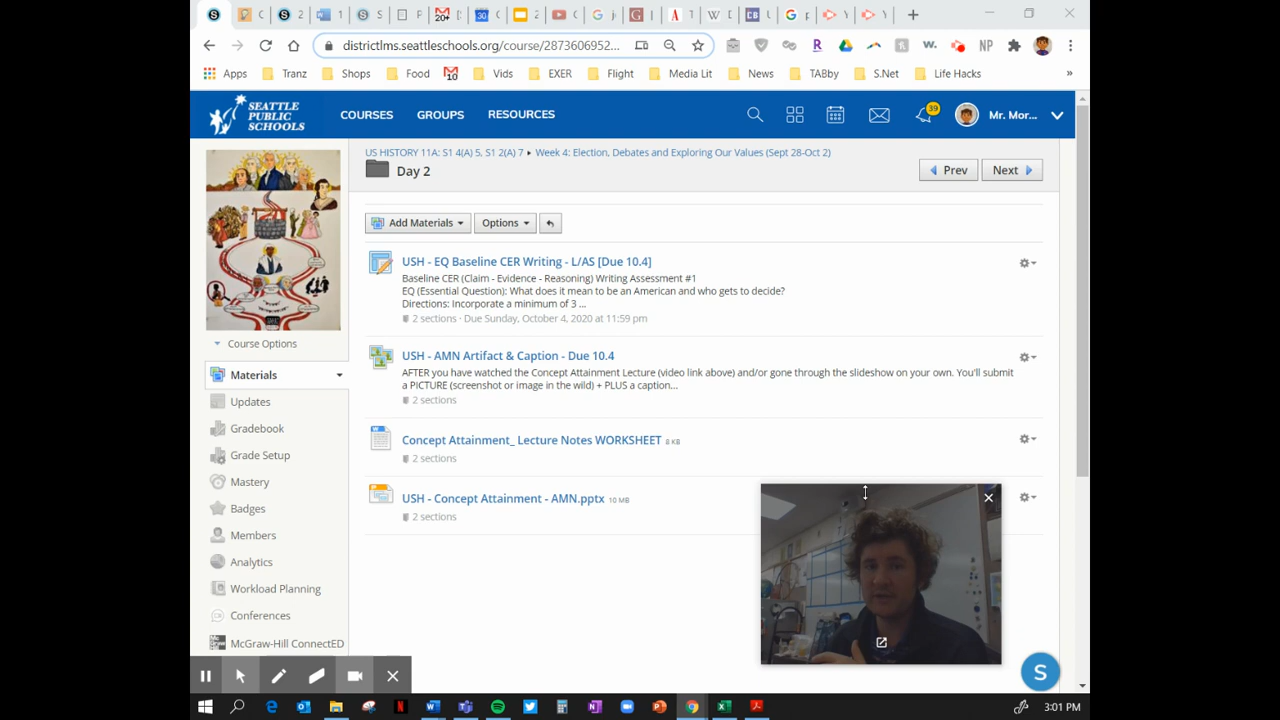 districtlms.seattleschools.org/course/2873606952...
Apps Tranz Shops Food Vids EXER Flight Media Lit News TABby S.Net Life Hacks »
SEATTLE PUBLIC SCHOOLS
COURSES GROUPS RESOURCES
39
Mr. Mor...
US HISTORY 11A: S1 4(A) 5, S1 2(A) 7 ▸ Week 4: Election, Debates and Exploring Our Values (Sept 28-Oct 2)
Day 2
Prev Next
Add Materials Options
USH - EQ Baseline CER Writing - L/AS [Due 10.4]
Baseline CER (Claim - Evidence - Reasoning) Writing Assessment #1
EQ (Essential Question): What does it mean to be an American and who gets to decide?
Directions: Incorporate a minimum of 3 ...
2 sections · Due Sunday, October 4, 2020 at 11:59 pm
USH - AMN Artifact & Caption - Due 10.4
AFTER you have watched the Concept Attainment Lecture (video link above) and/or gone through the slideshow on your own. You'll submit
a PICTURE (screenshot or image in the wild) + PLUS a caption...
2 sections
Concept Attainment_ Lecture Notes WORKSHEET 8 KB
2 sections
USH - Concept Attainment - AMN.pptx 10 MB
2 sections
Course Options
Materials
Updates
Gradebook
Grade Setup
Mastery
Badges
Members
Analytics
Workload Planning
Conferences
McGraw-Hill ConnectED
S
3:01 PM